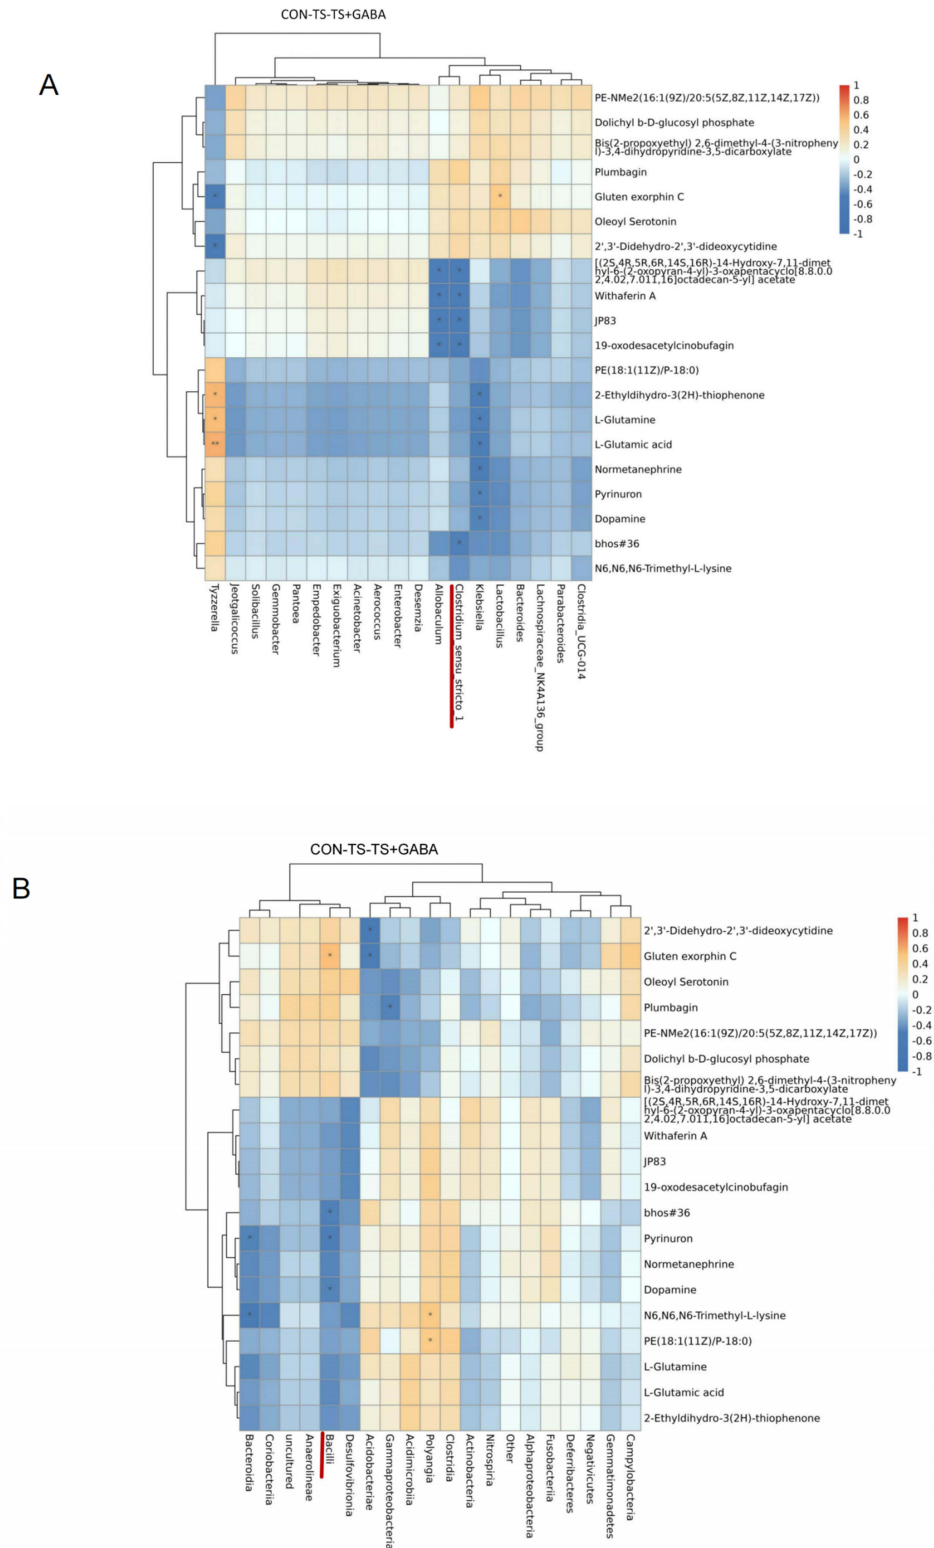 CON-TS-TS+GABA
A
PE-NMe2(16:1(9Z)/20:5(5Z,8Z,11Z,14Z,17Z))
Dolichyl b-D-glucosyl phosphate
Bis(2-propoxyethyl) 2,6-dimethyl-4-(3-nitropheny
l)-3,4-dihydropyridine-3,5-dicarboxylate
Plumbagin
Gluten exorphin C
Oleoyl Serotonin
2',3'-Didehydro-2',3'-dideoxycytidine
[(2S,4R,5R,6R,14S,16R)-14-Hydroxy-7,11-dimet
hyl-6-(2-oxopyran-4-yl)-3-oxapentacyclo[8.8.0.0
2,4.02,7.011,16]octadecan-5-yl] acetate
Withaferin A
JP83
19-oxodesacetylcinobufagin
PE(18:1(11Z)/P-18:0)
2-Ethyldihydro-3(2H)-thiophenone
L-Glutamine
L-Glutamic acid
Normetanephrine
Pyrinuron
Dopamine
bhos#36
N6,N6,N6-Trimethyl-L-lysine
1
0.8
0.6
0.4
0.2
0
-0.2
-0.4
-0.6
-0.8
-1
Tyzzerella
Jeotgalicoccus
Solibacillus
Gemmobacter
Pantoea
Empedobacter
Exiguobacterium
Acinetobacter
Aerococcus
Enterobacter
Desemzia
Allobaculum
Clostridium_sensu_stricto_1
Klebsiella
Lactobacillus
Bacteroides
Lachnospiraceae_NK4A136_group
Parabacteroides
Clostridia_UCG-014
CON-TS-TS+GABA
B
2',3'-Didehydro-2',3'-dideoxycytidine
Gluten exorphin C
Oleoyl Serotonin
Plumbagin
PE-NMe2(16:1(9Z)/20:5(5Z,8Z,11Z,14Z,17Z))
Dolichyl b-D-glucosyl phosphate
Bis(2-propoxyethyl) 2,6-dimethyl-4-(3-nitropheny
l)-3,4-dihydropyridine-3,5-dicarboxylate
[(2S,4R,5R,6R,14S,16R)-14-Hydroxy-7,11-dimet
hyl-6-(2-oxopyran-4-yl)-3-oxapentacyclo[8.8.0.0
2,4.02,7.011,16]octadecan-5-yl] acetate
Withaferin A
JP83
19-oxodesacetylcinobufagin
bhos#36
Pyrinuron
Normetanephrine
Dopamine
N6,N6,N6-Trimethyl-L-lysine
PE(18:1(11Z)/P-18:0)
L-Glutamine
L-Glutamic acid
2-Ethyldihydro-3(2H)-thiophenone
1
0.8
0.6
0.4
0.2
0
-0.2
-0.4
-0.6
-0.8
-1
Bacteroidia
Coriobacteriia
uncultured
Anaerolineae
Bacilli
Desulfovibrionia
Acidobacteriae
Gammaproteobacteria
Acidimicrobiia
Polyangia
Clostridia
Actinobacteria
Nitrospiria
Other
Alphaproteobacteria
Fusobacteriia
Deferribacteres
Negativicutes
Gemmatimonadetes
Campylobacteria